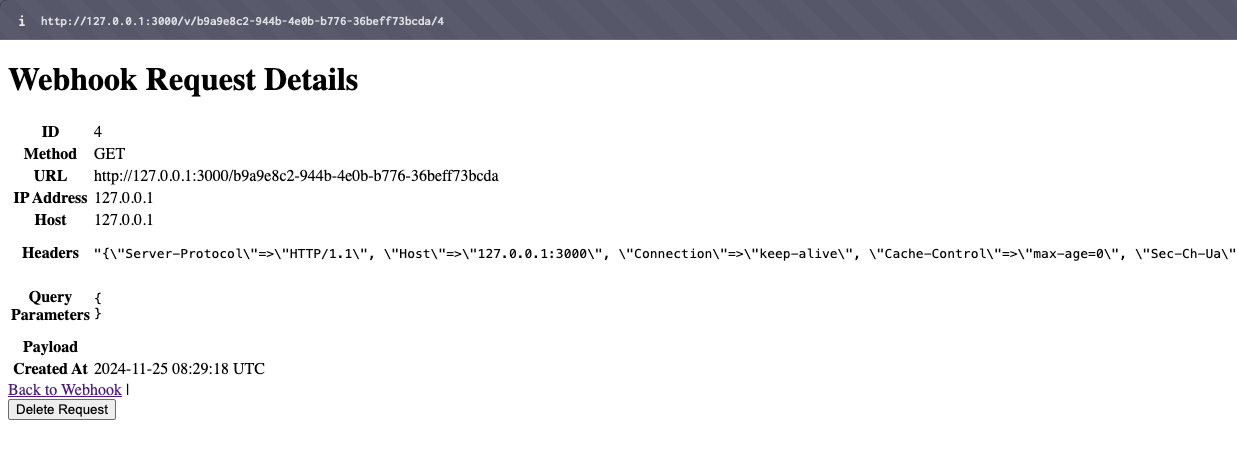 i http://127.0.0.1:3000/v/b9a9e8c2-944b-4e0b-b776-36beff73bcda/4
Webhook Request Details
ID 4
Method GET
URL http://127.0.0.1:3000/b9a9e8c2-944b-4e0b-b776-36beff73bcda
IP Address 127.0.0.1
Host 127.0.0.1
Headers "{\"Server-Protocol\"=>\"HTTP/1.1\", \"Host\"=>\"127.0.0.1:3000\", \"Connection\"=>\"keep-alive\", \"Cache-Control\"=>\"max-age=0\", \"Sec-Ch-Ua\"
Query {
Parameters }
Payload
Created At 2024-11-25 08:29:18 UTC
Back to Webhook |
Delete Request